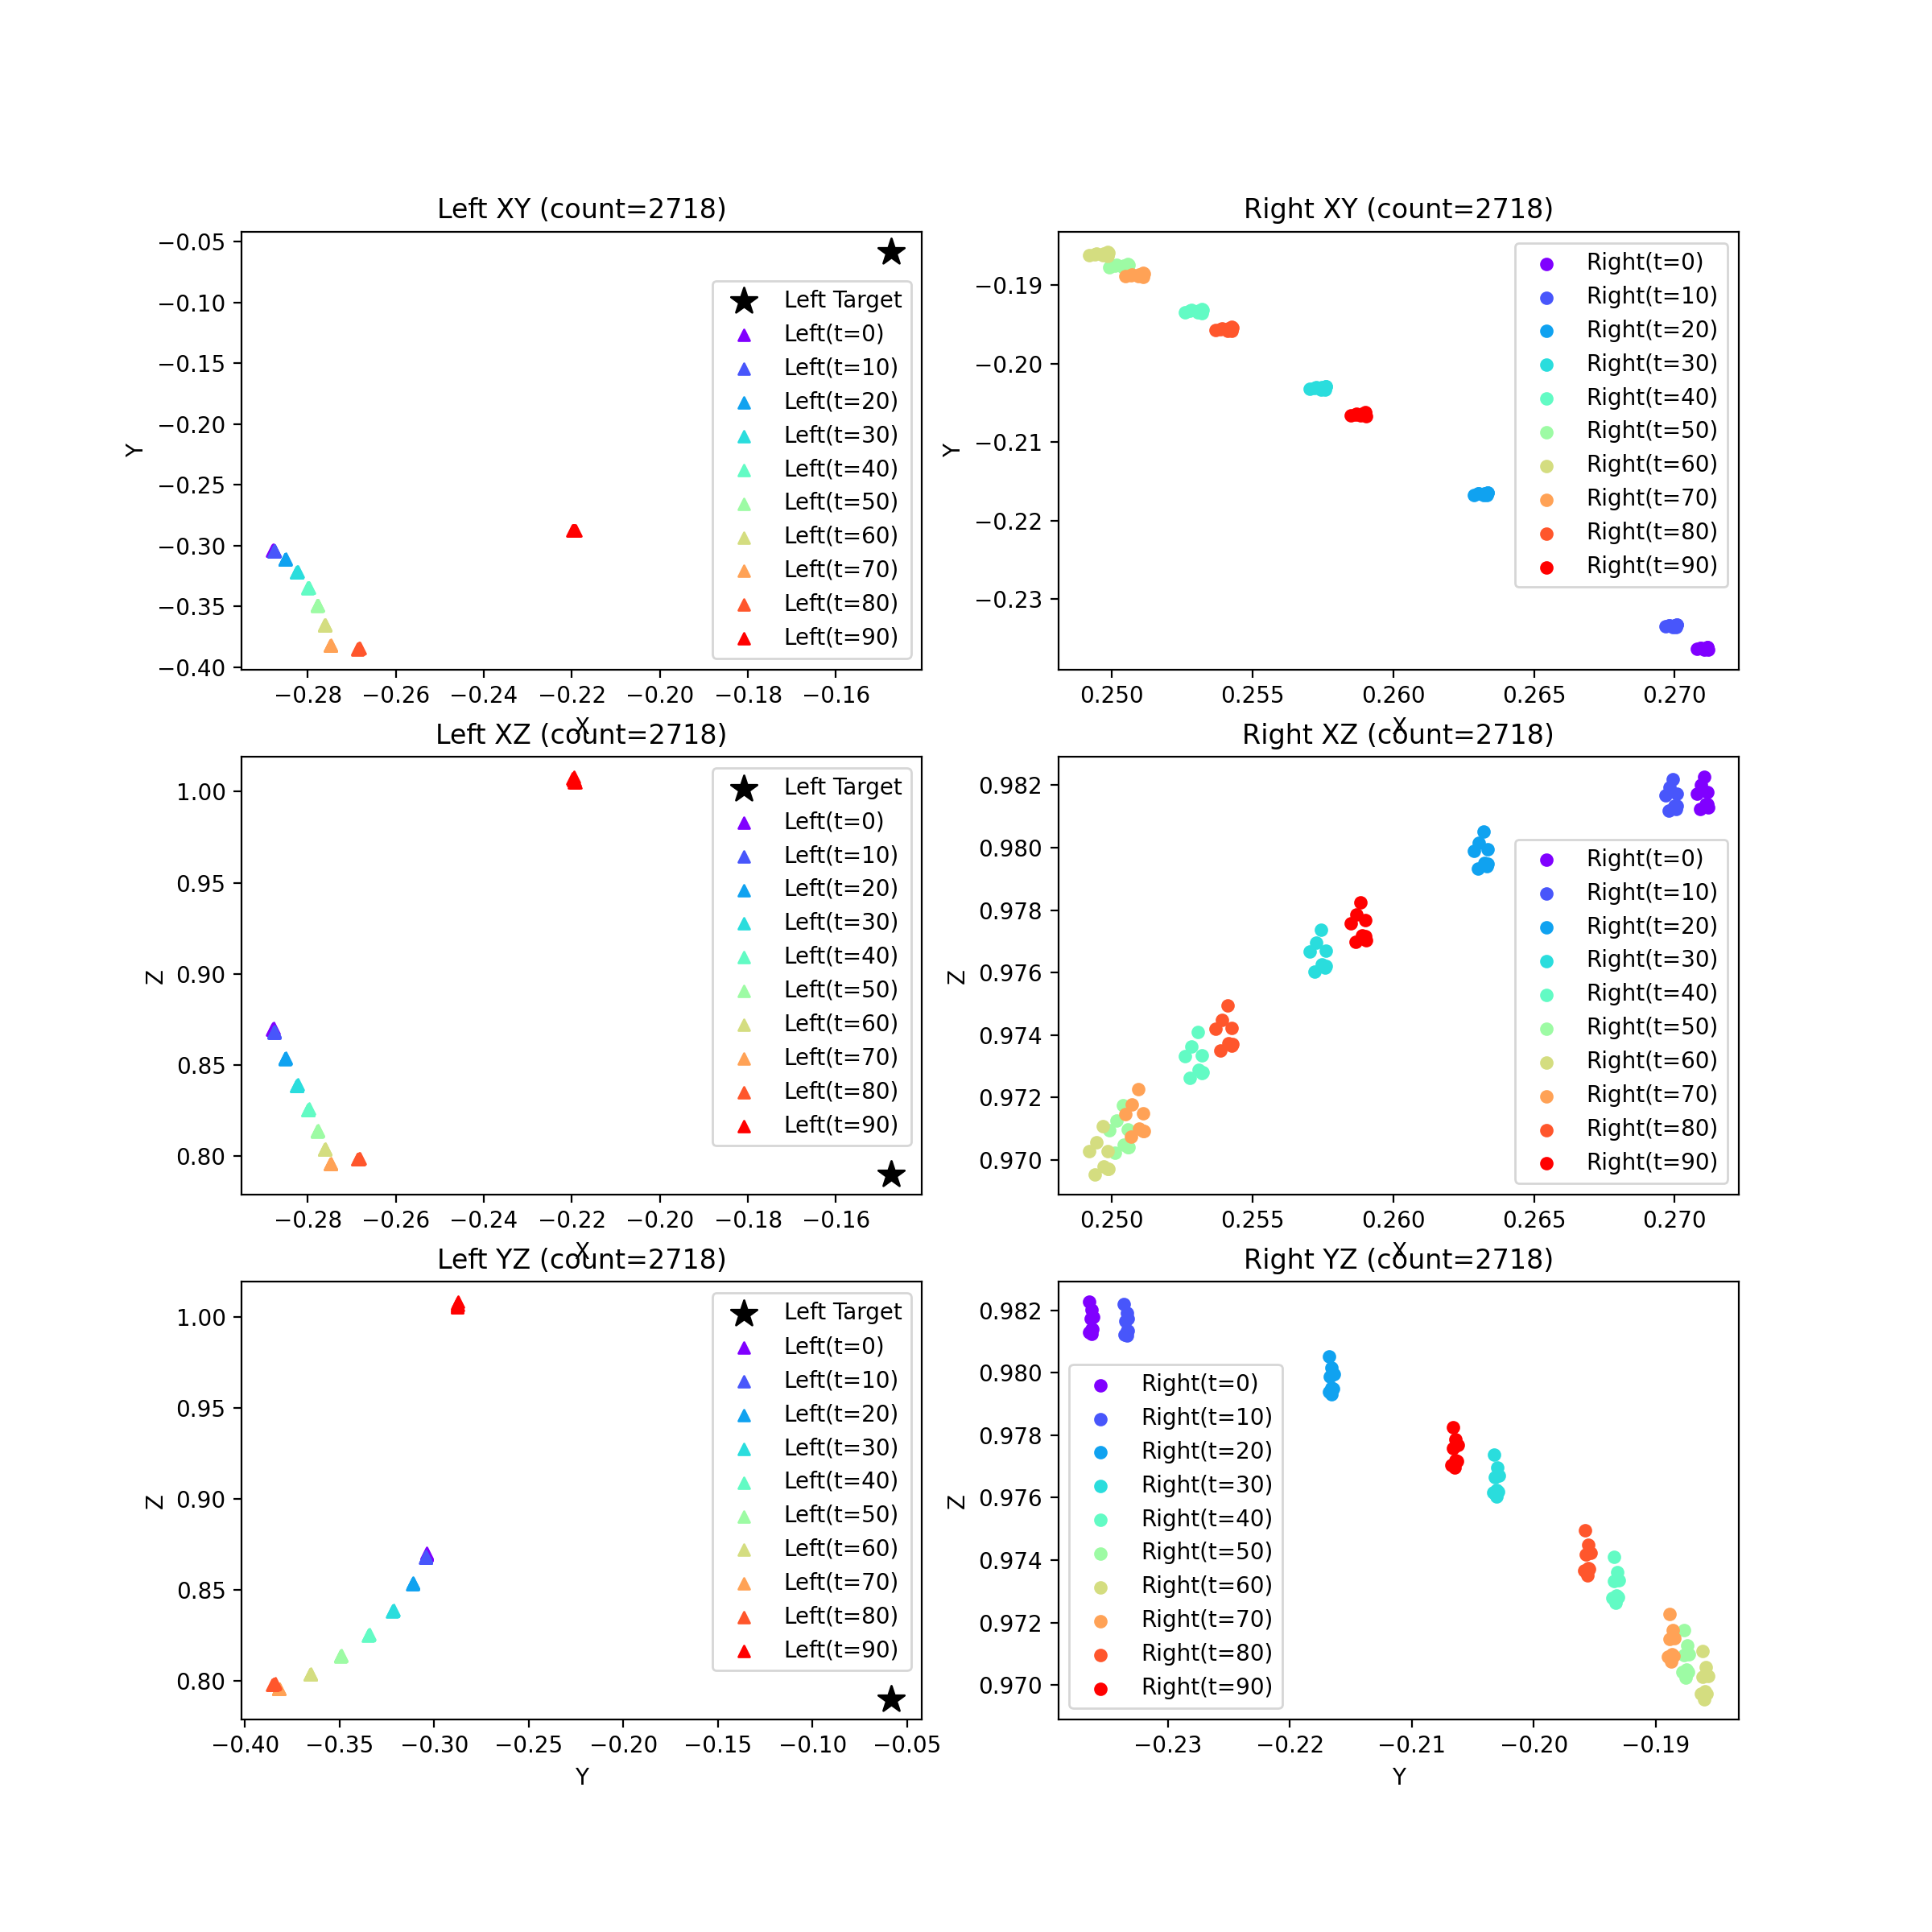 Left XY (count=2718)
−0.05
−0.10
−0.15
−0.20
−0.25
−0.30
−0.35
−0.40
Y
−0.28
−0.26
−0.24
−0.22
−0.20
−0.18
−0.16
X
Left Target
Left(t=0)
Left(t=10)
Left(t=20)
Left(t=30)
Left(t=40)
Left(t=50)
Left(t=60)
Left(t=70)
Left(t=80)
Left(t=90)
Right XY (count=2718)
−0.19
−0.20
−0.21
−0.22
−0.23
Y
0.250
0.255
0.260
0.265
0.270
X
Right(t=0)
Right(t=10)
Right(t=20)
Right(t=30)
Right(t=40)
Right(t=50)
Right(t=60)
Right(t=70)
Right(t=80)
Right(t=90)
Left XZ (count=2718)
1.00
0.95
0.90
0.85
0.80
Z
−0.28
−0.26
−0.24
−0.22
−0.20
−0.18
−0.16
X
Left Target
Left(t=0)
Left(t=10)
Left(t=20)
Left(t=30)
Left(t=40)
Left(t=50)
Left(t=60)
Left(t=70)
Left(t=80)
Left(t=90)
Right XZ (count=2718)
0.982
0.980
0.978
0.976
0.974
0.972
0.970
Z
0.250
0.255
0.260
0.265
0.270
X
Right(t=0)
Right(t=10)
Right(t=20)
Right(t=30)
Right(t=40)
Right(t=50)
Right(t=60)
Right(t=70)
Right(t=80)
Right(t=90)
Left YZ (count=2718)
1.00
0.95
0.90
0.85
0.80
Z
−0.40
−0.35
−0.30
−0.25
−0.20
−0.15
−0.10
−0.05
Y
Left Target
Left(t=0)
Left(t=10)
Left(t=20)
Left(t=30)
Left(t=40)
Left(t=50)
Left(t=60)
Left(t=70)
Left(t=80)
Left(t=90)
Right YZ (count=2718)
0.982
0.980
0.978
0.976
0.974
0.972
0.970
Z
−0.23
−0.22
−0.21
−0.20
−0.19
Y
Right(t=0)
Right(t=10)
Right(t=20)
Right(t=30)
Right(t=40)
Right(t=50)
Right(t=60)
Right(t=70)
Right(t=80)
Right(t=90)